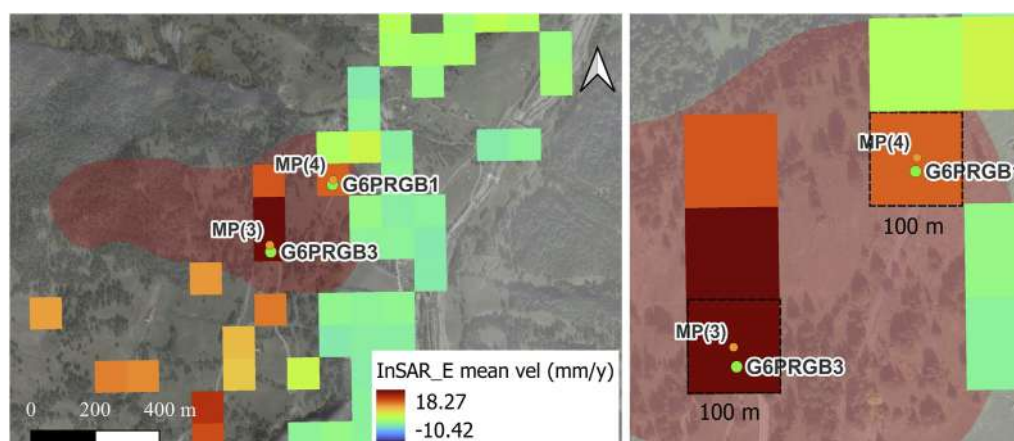 MP(4)
G6PRGB1
MP(3)
G6PRGB3
InSAR_E mean vel (mm/y)
18.27
-10.42
0 200 400 m
MP(4)
G6PRGB1
100 m
MP(3)
G6PRGB3
100 m